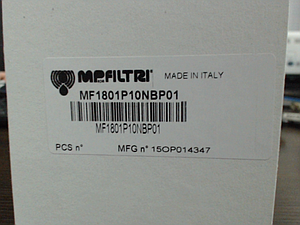 MPFILTRI® MADE IN ITALY
MF1801P10NBP01
MF1801P10NBP01
PCS n° MFG n° 15OP014347